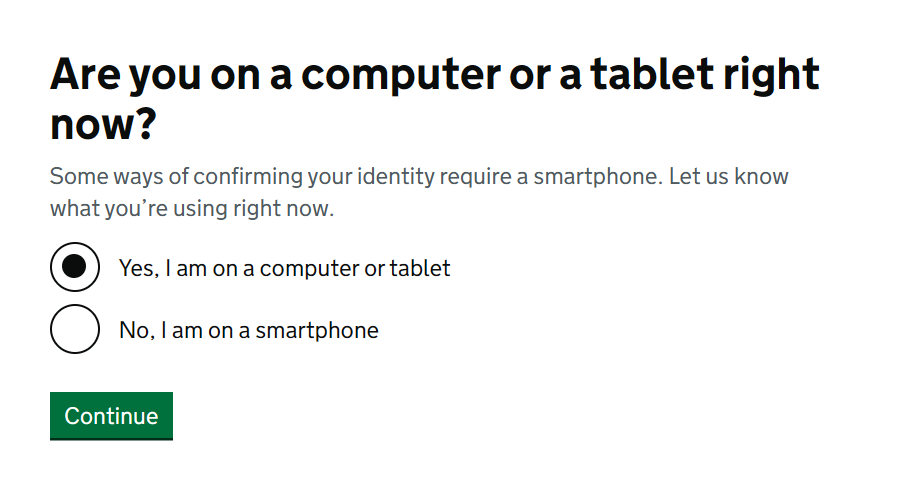 Are you on a computer or a tablet right
now?
Some ways of confirming your identity require a smartphone. Let us know
what you’re using right now.
Yes, I am on a computer or tablet
No, I am on a smartphone
Continue